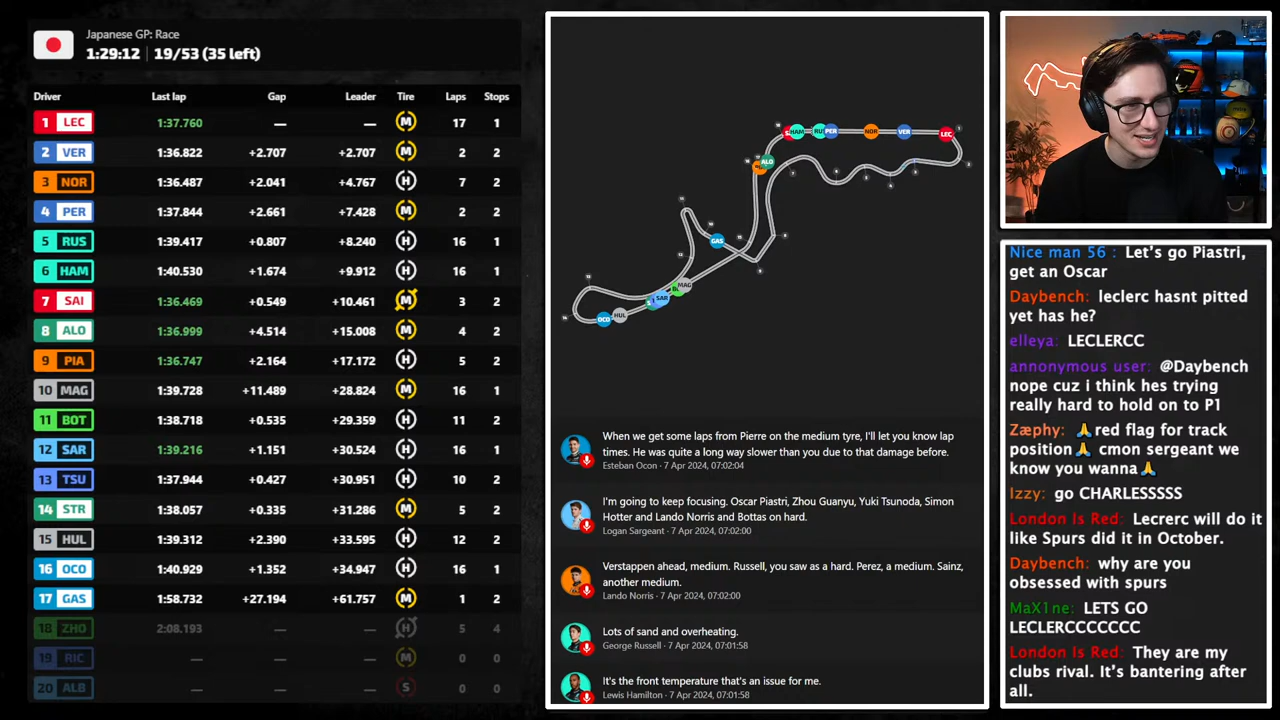 Japanese GP: Race
1:29:12 19/53 (35 left)
Driver Last lap Gap Leader Tire Laps Stops
1 LEC 1:37.760 — — M 17 1
2 VER 1:36.822 +2.707 +2.707 M 2 2
3 NOR 1:36.487 +2.041 +4.767 H 7 2
4 PER 1:37.844 +2.661 +7.428 M 2 2
5 RUS 1:39.417 +0.807 +8.240 H 16 1
6 HAM 1:40.530 +1.674 +9.912 H 16 1
7 SAI 1:36.469 +0.549 +10.461 M 3 2
8 ALO 1:36.999 +4.514 +15.008 M 4 2
9 PIA 1:36.747 +2.164 +17.172 H 5 2
10 MAG 1:39.728 +11.489 +28.824 M 16 1
11 BOT 1:38.718 +0.535 +29.359 H 11 2
12 SAR 1:39.216 +1.151 +30.524 H 16 1
13 TSU 1:37.944 +0.427 +30.951 H 10 2
14 STR 1:38.057 +0.335 +31.286 M 5 2
15 HUL 1:39.312 +2.390 +33.595 H 12 2
16 OCO 1:40.929 +1.352 +34.947 H 16 1
17 GAS 1:58.732 +27.194 +61.757 M 1 2
18 ZHO 2:08.193 — — H 5 4
19 RIC — — — M 0 0
20 ALB — — — S 0 0
HAM RUS PER NOR VER LEC
ALO
GAS
MAG
SAR
OCO HUL
When we get some laps from Pierre on the medium tyre, I'll let you know lap
times. He was quite a long way slower than you due to that damage before.
Esteban Ocon · 7 Apr 2024, 07:02:04
I'm going to keep focusing. Oscar Piastri, Zhou Guanyu, Yuki Tsunoda, Simon
Hotter and Lando Norris and Bottas on hard.
Logan Sargeant · 7 Apr 2024, 07:02:00
Verstappen ahead, medium. Russell, you saw as a hard. Perez, a medium. Sainz,
another medium.
Lando Norris · 7 Apr 2024, 07:02:00
Lots of sand and overheating.
George Russell · 7 Apr 2024, 07:01:58
It's the front temperature that's an issue for me.
Lewis Hamilton · 7 Apr 2024, 07:01:58
Nice man 56 : Let's go Piastri,
get an Oscar
Daybench: leclerc hasnt pitted
yet has he?
elleya: LECLERCC
annonymous user: @Daybench
nope cuz i think hes trying
really hard to hold on to P1
Zæphy: 🙏red flag for track
position🙏 cmon sergeant we
know you wanna🙏
Izzy: go CHARLESSSSS
London Is Red: Lecrerc will do it
like Spurs did it in October.
Daybench: why are you
obsessed with spurs
MaX1ne: LETS GO
LECLERCCCCCCC
London Is Red: They are my
clubs rival. It's bantering after
all.